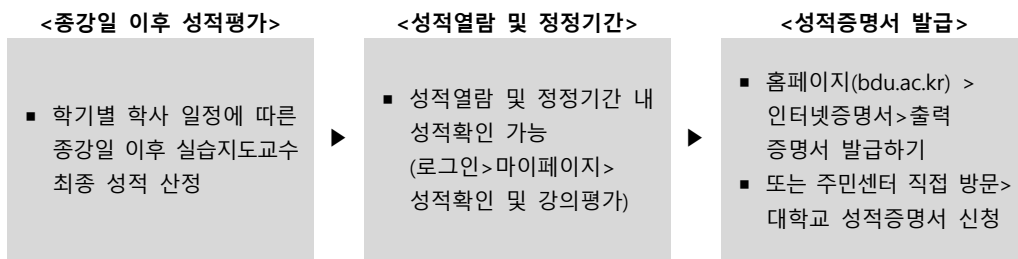 <종강일 이후 성적평가>
■ 학기별 학사 일정에 따른
종강일 이후 실습지도교수
최종 성적 산정
▶
<성적열람 및 정정기간>
■ 성적열람 및 정정기간 내
성적확인 가능
(로그인>마이페이지>
성적확인 및 강의평가)
▶
<성적증명서 발급>
■ 홈페이지(bdu.ac.kr) >
인터넷증명서>출력
증명서 발급하기
■ 또는 주민센터 직접 방문>
대학교 성적증명서 신청